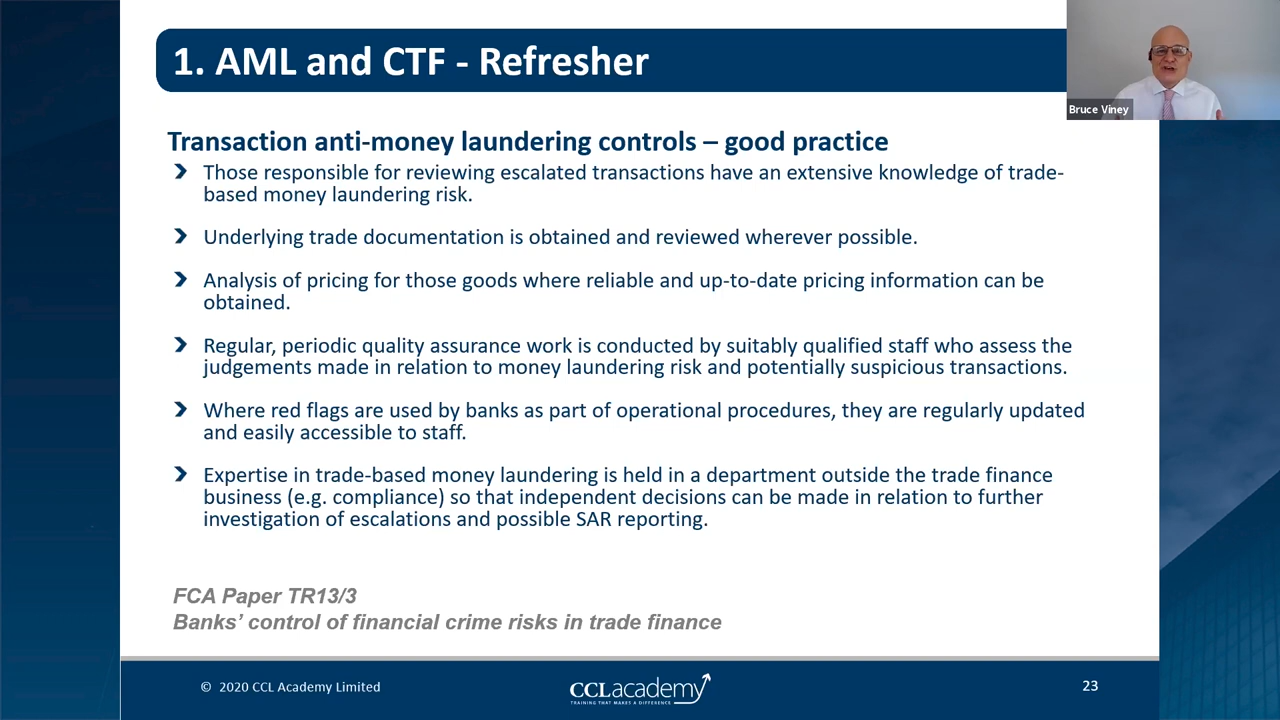 1. AML and CTF - Refresher
Bruce Viney
Transaction anti-money laundering controls – good practice
Those responsible for reviewing escalated transactions have an extensive knowledge of trade-
based money laundering risk.
Underlying trade documentation is obtained and reviewed wherever possible.
Analysis of pricing for those goods where reliable and up-to-date pricing information can be
obtained.
Regular, periodic quality assurance work is conducted by suitably qualified staff who assess the
judgements made in relation to money laundering risk and potentially suspicious transactions.
Where red flags are used by banks as part of operational procedures, they are regularly updated
and easily accessible to staff.
Expertise in trade-based money laundering is held in a department outside the trade finance
business (e.g. compliance) so that independent decisions can be made in relation to further
investigation of escalations and possible SAR reporting.
FCA Paper TR13/3
Banks’ control of financial crime risks in trade finance
© 2020 CCL Academy Limited
CCLacademy
TRAINING THAT MAKES A DIFFERENCE
23